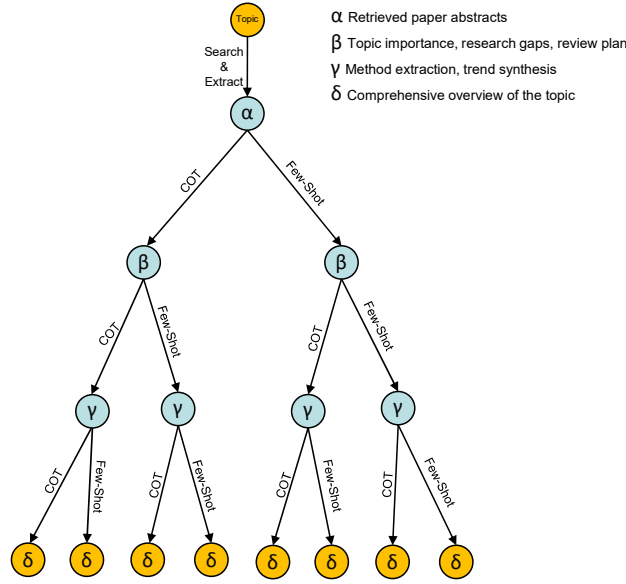 Topic
α Retrieved paper abstracts
β Topic importance, research gaps, review plan
γ Method extraction, trend synthesis
δ Comprehensive overview of the topic
Search
&
Extract
α
COT
Few-Shot
β
β
COT
Few-Shot
COT
Few-Shot
γ
γ
γ
γ
COT
Few-Shot
COT
Few-Shot
COT
Few-Shot
COT
Few-Shot
δ
δ
δ
δ
δ
δ
δ
δ